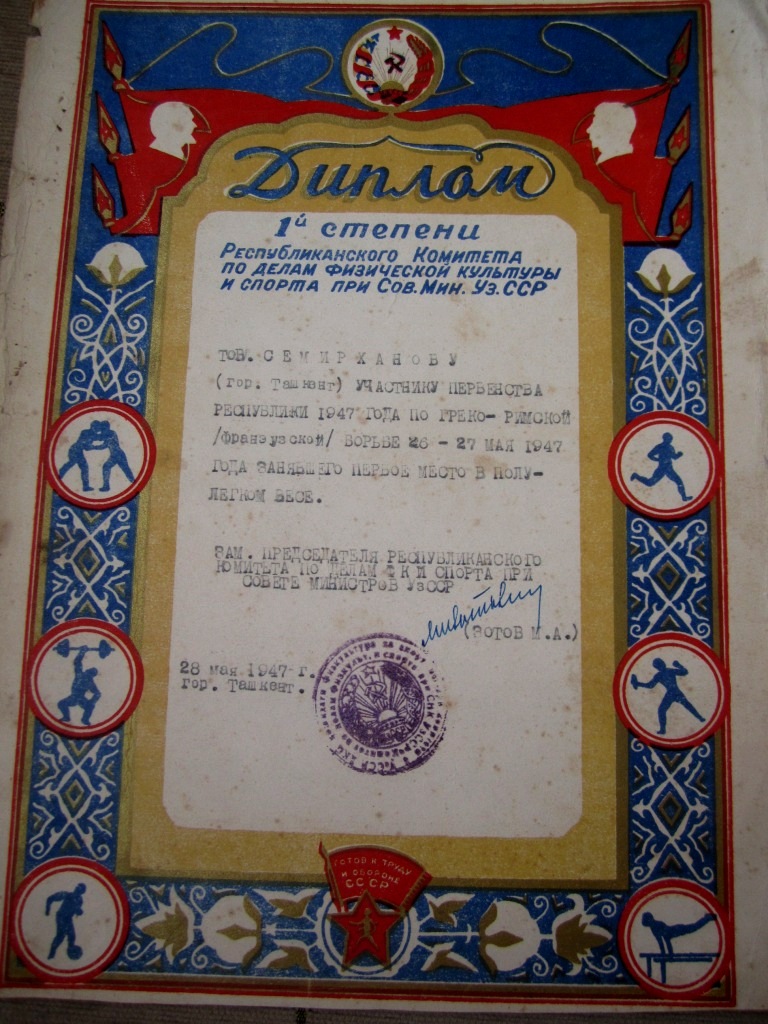 Диплом
1й степени
Республиканского Комитета
по делам физической культуры
и спорта при Сов. Мин. Уз. ССР
тов. СЕМИРХАНОВУ
(гор. Ташкент) УЧАСТНИКУ ПЕРВЕНСТВА
РЕСПУБЛИКИ 1947 ГОДА ПО ГРЕКО- РИМСКОЙ
/Французской/ БОРЬБЕ 26 - 27 МАЯ 1947
ГОДА ЗАНЯВШЕГО ПЕРВОЕ МЕСТО В ПОЛУ-
ЛЕГКОМ ВЕСЕ.
ЗАМ. ПРЕДСЕДАТЕЛЯ РЕСПУБЛИКАНСКОГО
КОМИТЕТА ПО ДЕЛАМ ФК И СПОРТА ПРИ
СОВЕТЕ МИНИСТРОВ УзССР
(ЗОТОВ М.А.)
28 мая 1947 г.
гор. Ташкент.
ГОТОВ К ТРУДУ
И ОБОРОНЕ
СССР